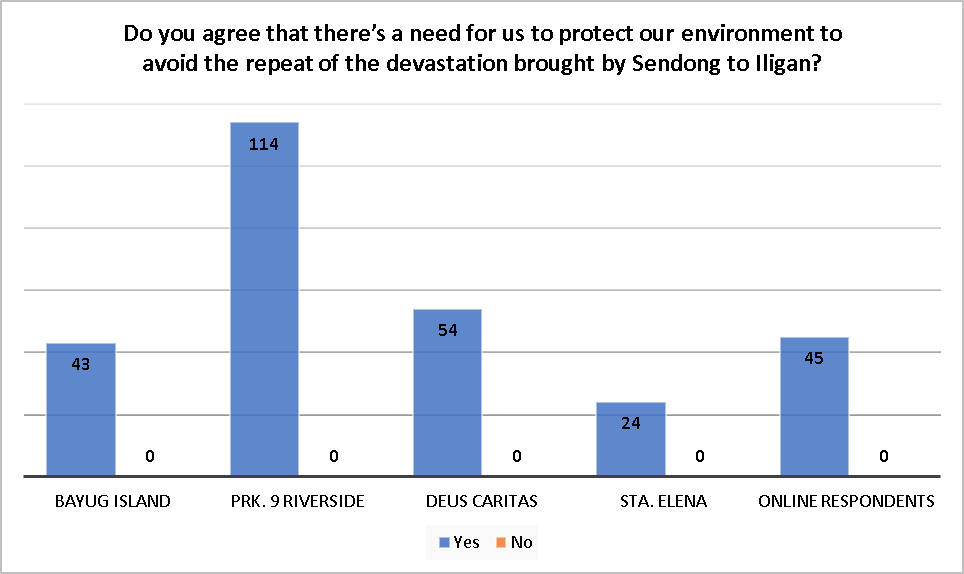 Do you agree that there's a need for us to protect our environment to
avoid the repeat of the devastation brought by Sendong to Iligan?
114
54
43
45
24
0 0 0 0 0
BAYUG ISLAND PRK. 9 RIVERSIDE DEUS CARITAS STA. ELENA ONLINE RESPONDENTS
Yes No